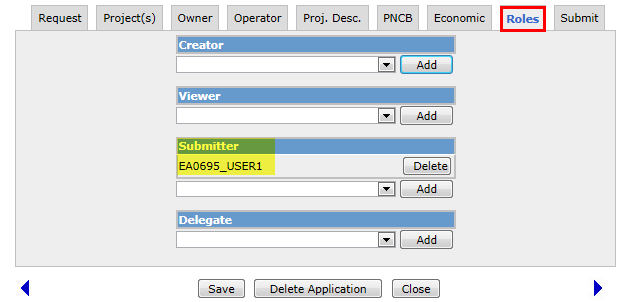 Request Project(s) Owner Operator Proj. Desc. PNCB Economic Roles Submit
Creator
Add
Viewer
Add
Submitter
EA0695_USER1 Delete
Add
Delegate
Add
Save Delete Application Close